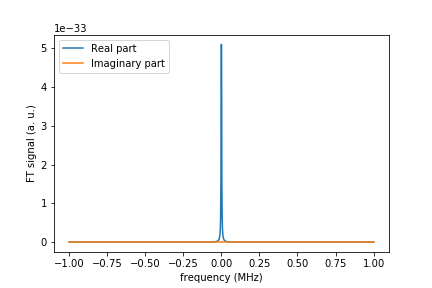 1e−33
Real part
Imaginary part
5
4
3
2
1
0
FT signal (a. u.)
−1.00 −0.75 −0.50 −0.25 0.00 0.25 0.50 0.75 1.00
frequency (MHz)